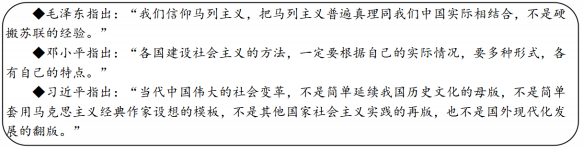 ◆毛泽东指出：“我们信仰马列主义，把马列主义普遍真理同我们中国实际相结合，不是硬
搬苏联的经验。”
◆邓小平指出：“各国建设社会主义的方法，一定要根据自己的实际情况，要多种形式，各
有自己的特点。”
◆习近平指出：“当代中国伟大的社会变革，不是简单延续我国历史文化的母版，不是简单
套用马克思主义经典作家设想的模板，不是其他国家社会主义实践的再版，也不是国外现代化发
展的翻版。”